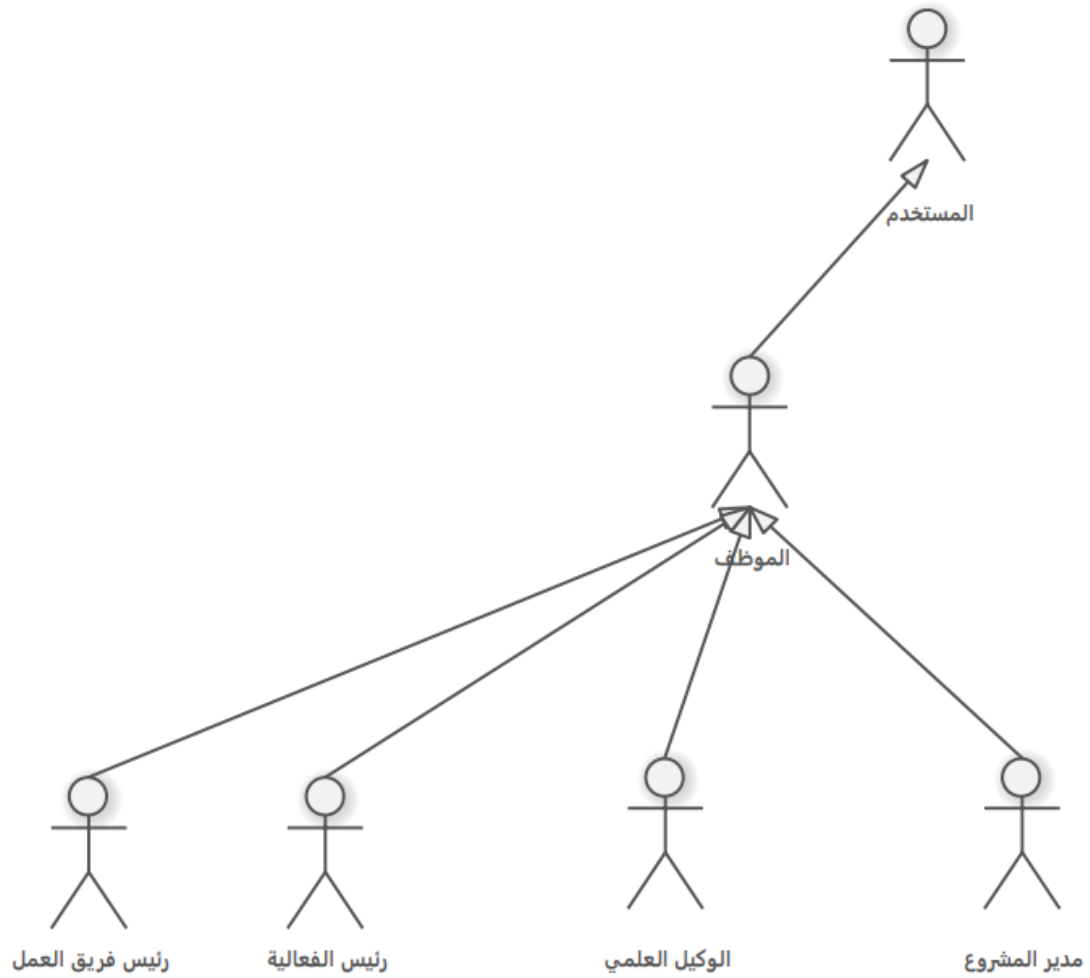 المستخدم
الموظف
مدير المشروع
الوكيل العلمي
رئيس الفعالية
رئيس فريق العمل